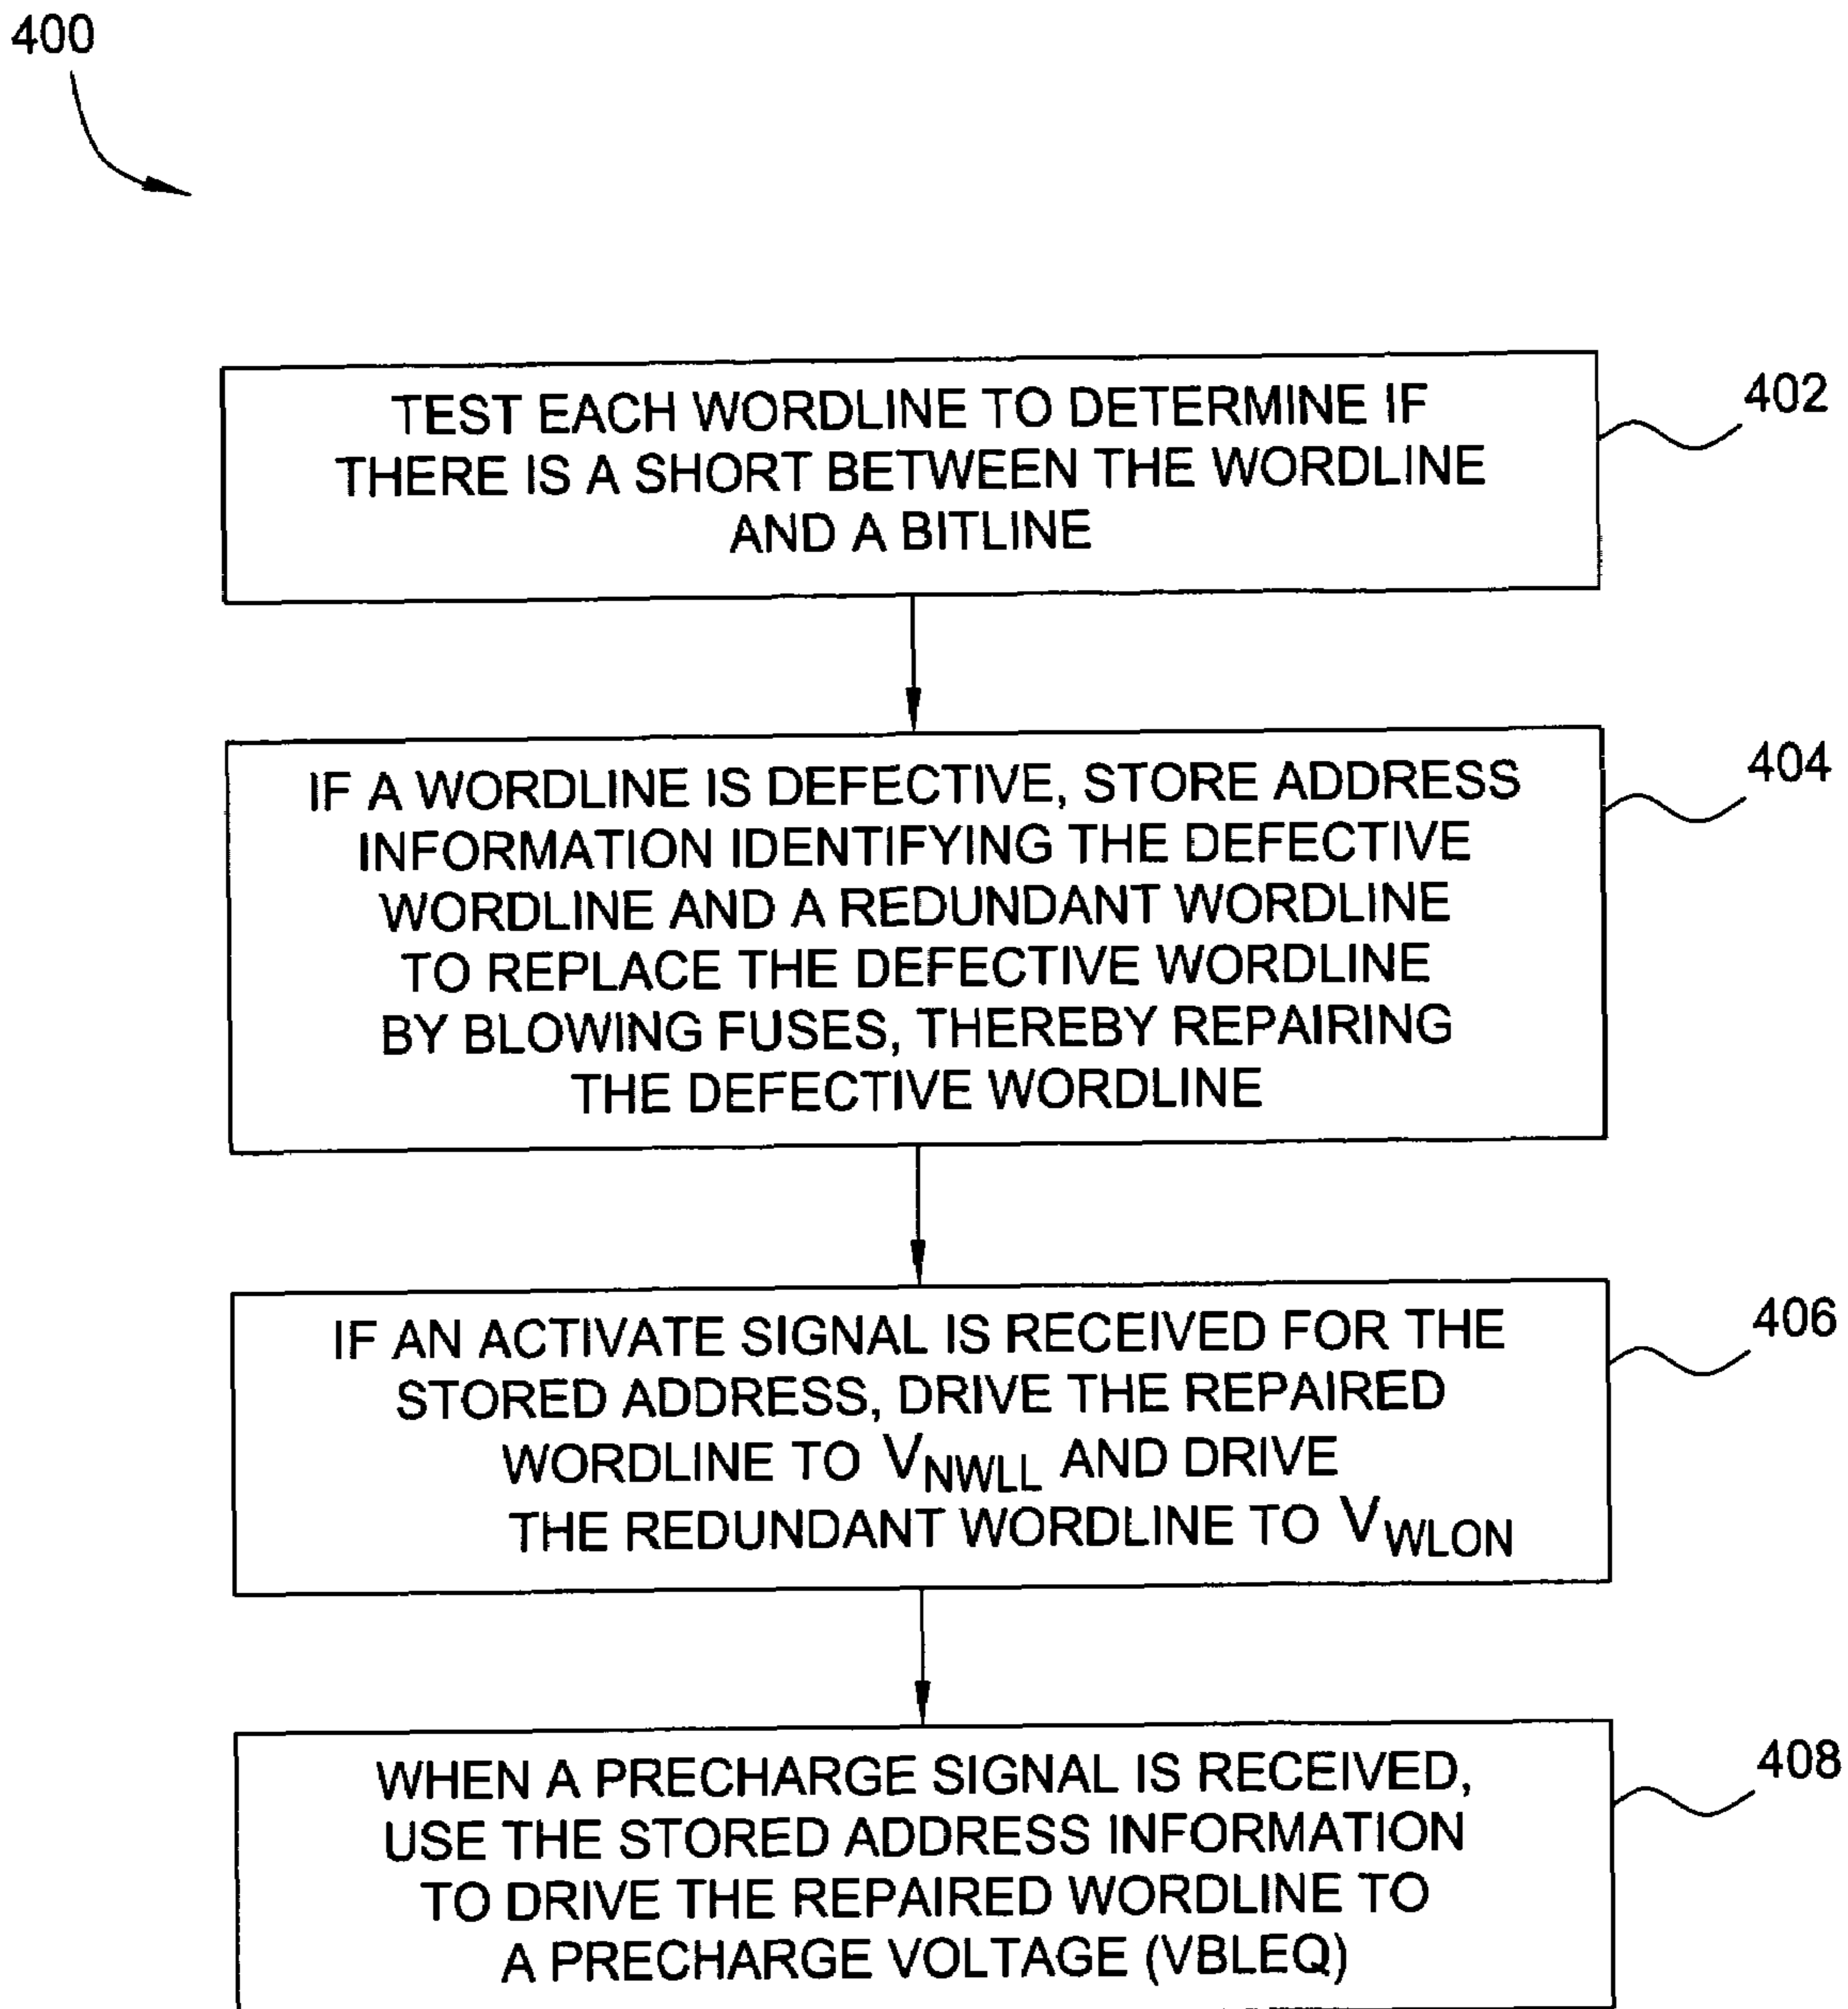 400
TEST EACH WORDLINE TO DETERMINE IF
THERE IS A SHORT BETWEEN THE WORDLINE
AND A BITLINE
402
IF A WORDLINE IS DEFECTIVE, STORE ADDRESS
INFORMATION IDENTIFYING THE DEFECTIVE
WORDLINE AND A REDUNDANT WORDLINE
TO REPLACE THE DEFECTIVE WORDLINE
BY BLOWING FUSES, THEREBY REPAIRING
THE DEFECTIVE WORDLINE
404
IF AN ACTIVATE SIGNAL IS RECEIVED FOR THE
STORED ADDRESS, DRIVE THE REPAIRED
WORDLINE TO VNWLL AND DRIVE
THE REDUNDANT WORDLINE TO VWLON
406
WHEN A PRECHARGE SIGNAL IS RECEIVED,
USE THE STORED ADDRESS INFORMATION
TO DRIVE THE REPAIRED WORDLINE TO
A PRECHARGE VOLTAGE (VBLEQ)
408